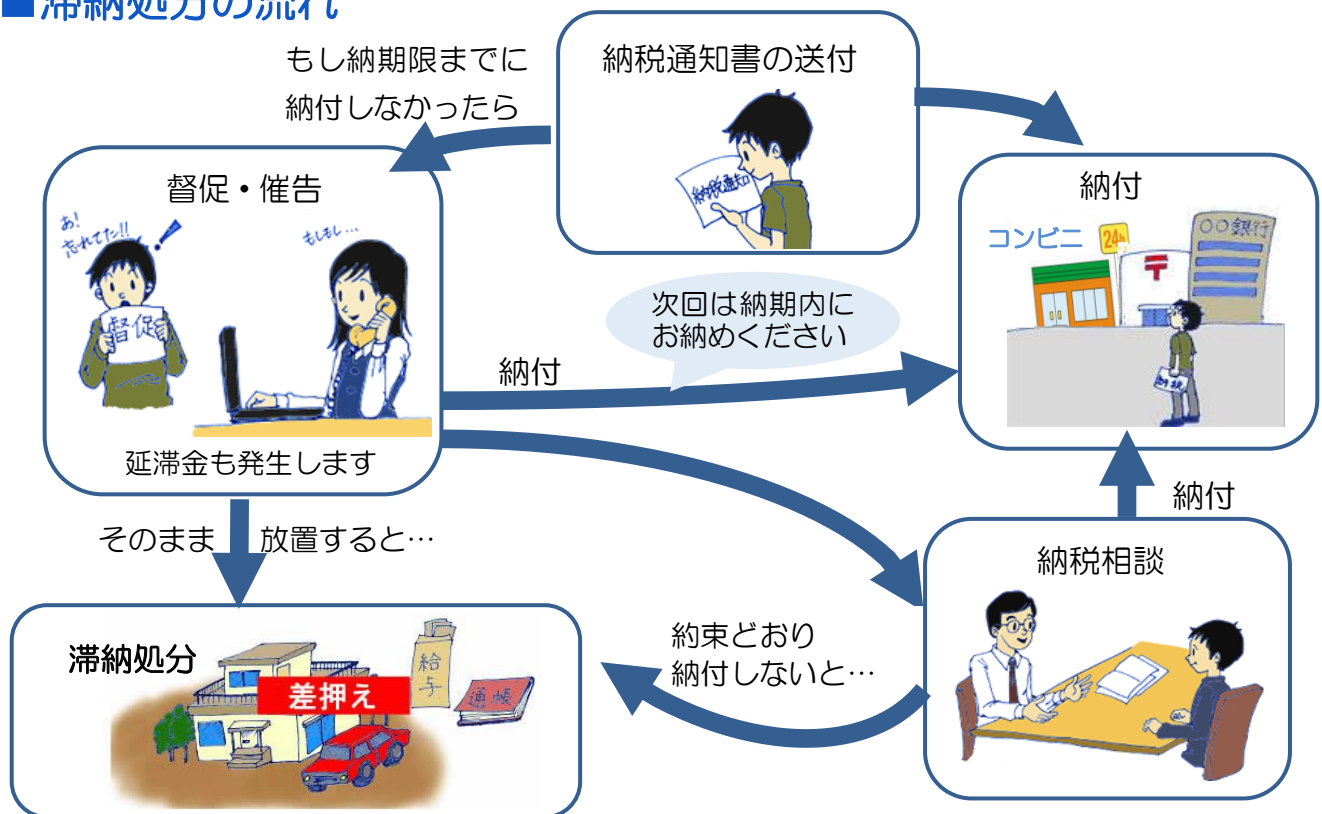 ■滞納処分の流れ
もし納期限までに
納付しなかったら
納税通知書の送付
納税通知
督促・催告
あ!
忘れてた!!
督促
もしもし…
延滞金も発生します
納付
コンビニ
24h
〒
○○銀行
納税
次回は納期内に
お納めください
納付
そのまま 放置すると…
納付
納税相談
滞納処分
差押え
給与
通帳
約束どおり
納付しないと…